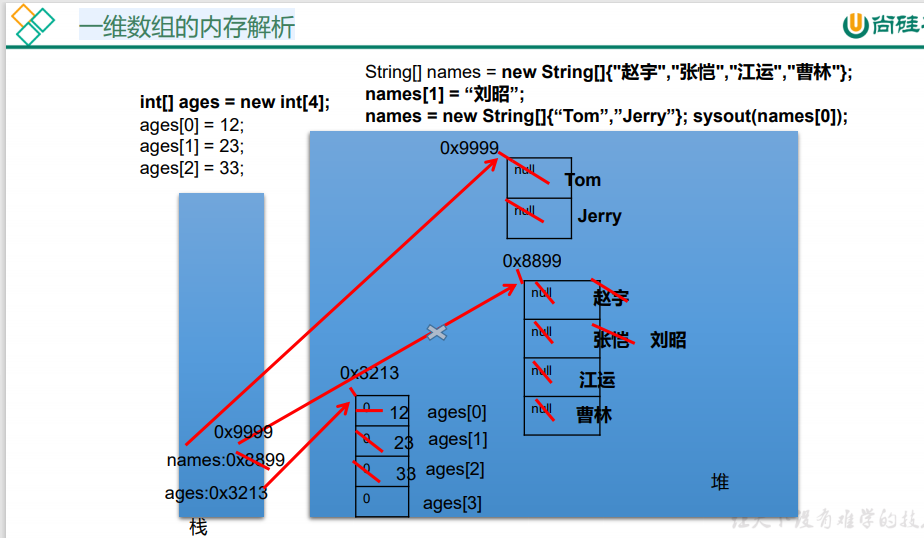 一维数组的内存解析
尚硅
String[] names = new String[]{"赵宇","张恺","江运","曹林"};
names[1] = “刘昭”;
names = new String[]{“Tom”,”Jerry”}; sysout(names[0]);
int[] ages = new int[4];
ages[0] = 12;
ages[1] = 23;
ages[2] = 33;
0x9999
null Tom
null Jerry
0x8899
null 赵宇
null 张恺 刘昭
null 江运
null 曹林
0x3213
0 12 ages[0]
0 23 ages[1]
0 33 ages[2]
0 ages[3]
0x9999
names:0x8899
ages:0x3213
栈
堆
让天下没有难学的技